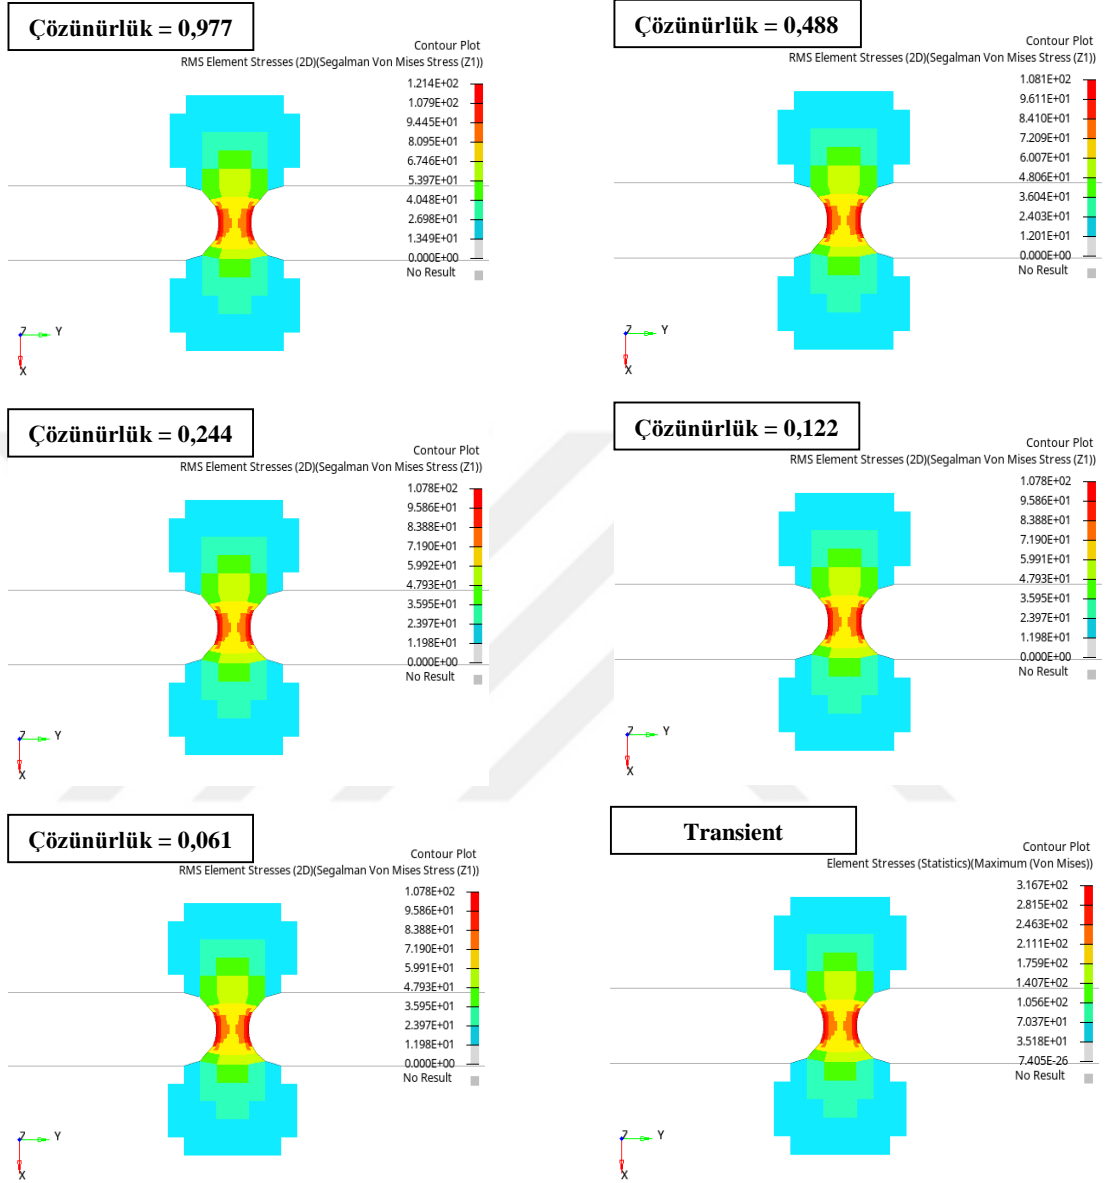 Çözünürlük = 0,977
Contour Plot
RMS Element Stresses (2D)(Segalman Von Mises Stress (Z1))
1.214E+02
1.079E+02
9.445E+01
8.095E+01
6.746E+01
5.397E+01
4.048E+01
2.698E+01
1.349E+01
0.000E+00
No Result
Z
Y
X
Çözünürlük = 0,488
Contour Plot
RMS Element Stresses (2D)(Segalman Von Mises Stress (Z1))
1.081E+02
9.611E+01
8.410E+01
7.209E+01
6.007E+01
4.806E+01
3.604E+01
2.403E+01
1.201E+01
0.000E+00
No Result
Z
Y
X
Çözünürlük = 0,244
Contour Plot
RMS Element Stresses (2D)(Segalman Von Mises Stress (Z1))
1.078E+02
9.586E+01
8.388E+01
7.190E+01
5.992E+01
4.793E+01
3.595E+01
2.397E+01
1.198E+01
0.000E+00
No Result
Z
Y
X
Çözünürlük = 0,122
Contour Plot
RMS Element Stresses (2D)(Segalman Von Mises Stress (Z1))
1.078E+02
9.586E+01
8.388E+01
7.190E+01
5.991E+01
4.793E+01
3.595E+01
2.397E+01
1.198E+01
0.000E+00
No Result
Z
Y
X
Çözünürlük = 0,061
Contour Plot
RMS Element Stresses (2D)(Segalman Von Mises Stress (Z1))
1.078E+02
9.586E+01
8.388E+01
7.190E+01
5.991E+01
4.793E+01
3.595E+01
2.397E+01
1.198E+01
0.000E+00
No Result
Z
Y
X
Transient
Contour Plot
Element Stresses (Statistics)(Maximum (Von Mises))
3.167E+02
2.815E+02
2.463E+02
2.111E+02
1.759E+02
1.407E+02
1.056E+02
7.037E+01
3.518E+01
7.405E-26
No Result
Z
Y
X